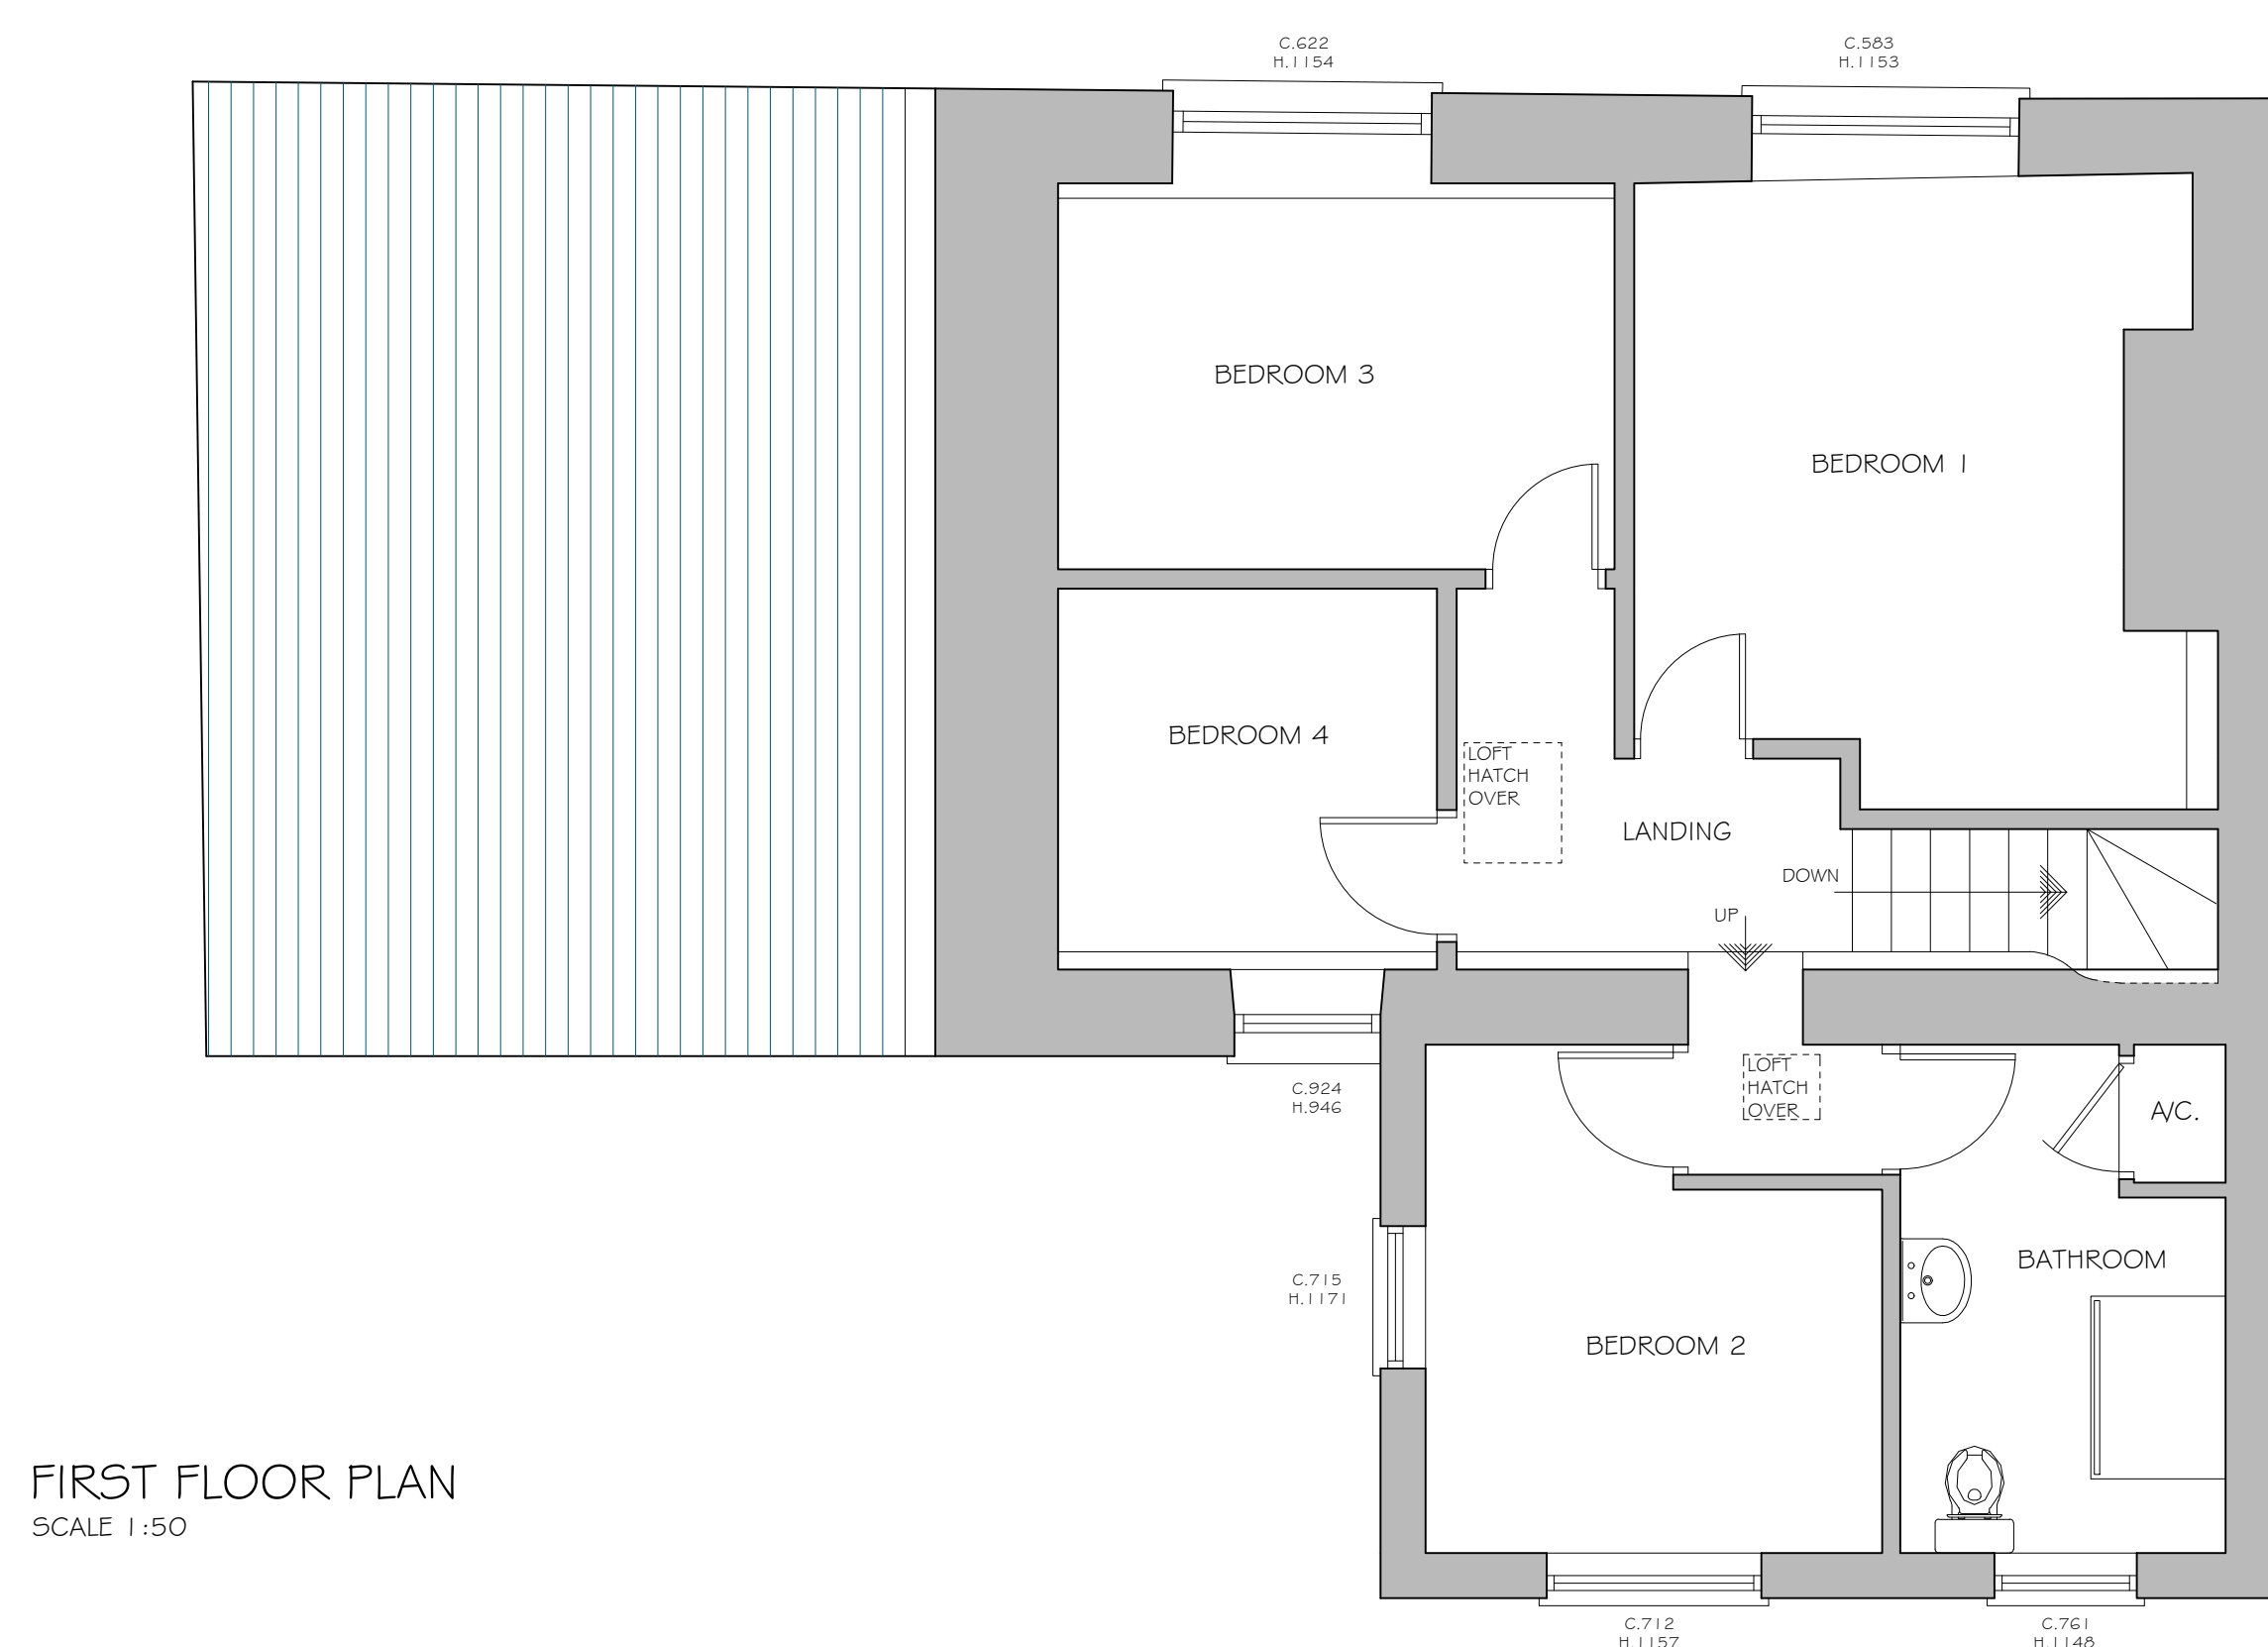 C.622
H.1154
C.583
H.1153
BEDROOM 3
BEDROOM 1
BEDROOM 4
LOFT
HATCH
OVER
LANDING
DOWN
UP
C.924
H.946
LOFT
HATCH
OVER
A/C.
C.715
H.1171
BATHROOM
BEDROOM 2
FIRST FLOOR PLAN
SCALE 1:50
C.712
H.1157
C.761
H.1148